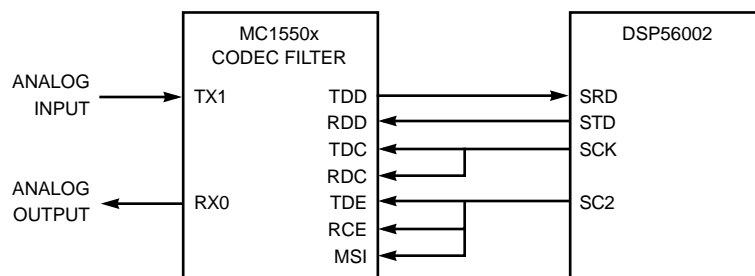 MC1550x
CODEC FILTER
DSP56002
ANALOG
INPUT
TX1
TDD
SRD
RDD
STD
TDC
SCK
RDC
ANALOG
OUTPUT
RX0
TDE
SC2
RCE
MSI